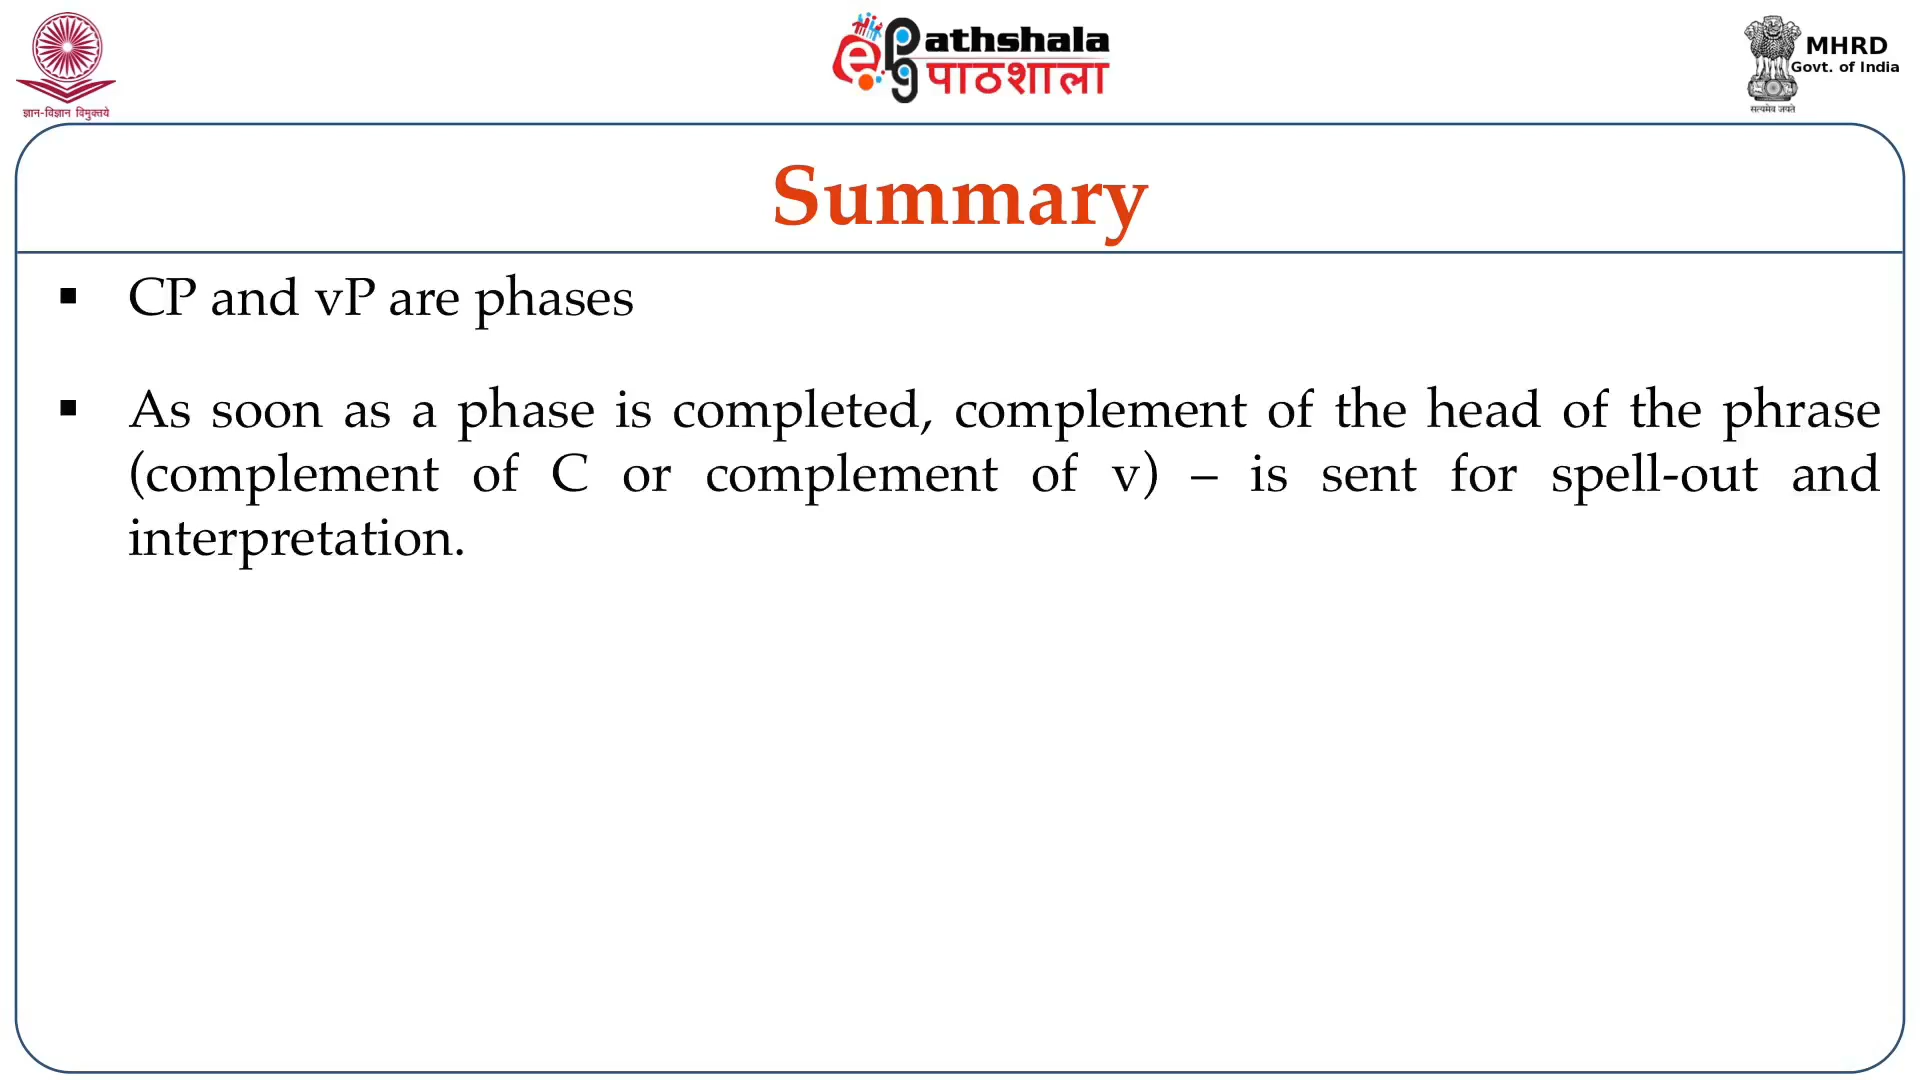 ज्ञान-विज्ञान विमुक्तये
ePathshala
पाठशाला
MHRD
Govt. of India
सत्यमेव जयते
Summary
▪ CP and vP are phases
▪ As soon as a phase is completed, complement of the head of the phrase
(complement of C or complement of v) – is sent for spell-out and
interpretation.